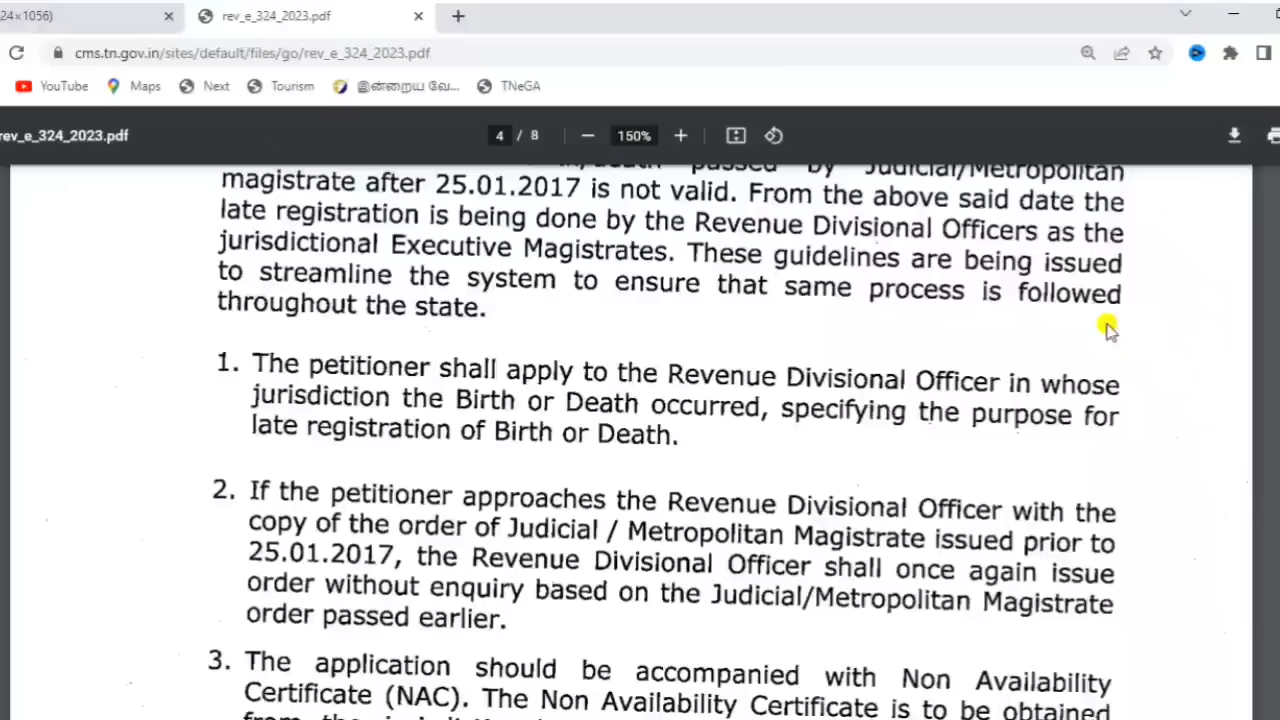 24×1056)
rev_e_324_2023.pdf
cms.tn.gov.in/sites/default/files/go/rev_e_324_2023.pdf
YouTube Maps Next Tourism இன்றைய வே... TNeGA
rev_e_324_2023.pdf 4 / 8 150%
passed by Judicial/Metropolitan
magistrate after 25.01.2017 is not valid. From the above said date the
late registration is being done by the Revenue Divisional Officers as the
jurisdictional Executive Magistrates. These guidelines are being issued
to streamline the system to ensure that same process is followed
throughout the state.
1. The petitioner shall apply to the Revenue Divisional Officer in whose
jurisdiction the Birth or Death occurred, specifying the purpose for
late registration of Birth or Death.
2. If the petitioner approaches the Revenue Divisional Officer with the
copy of the order of Judicial / Metropolitan Magistrate issued prior to
25.01.2017, the Revenue Divisional Officer shall once again issue
order without enquiry based on the Judicial/Metropolitan Magistrate
order passed earlier.
3. The application should be accompanied with Non Availability
Certificate (NAC). The Non Availability Certificate is to be obtained
from the